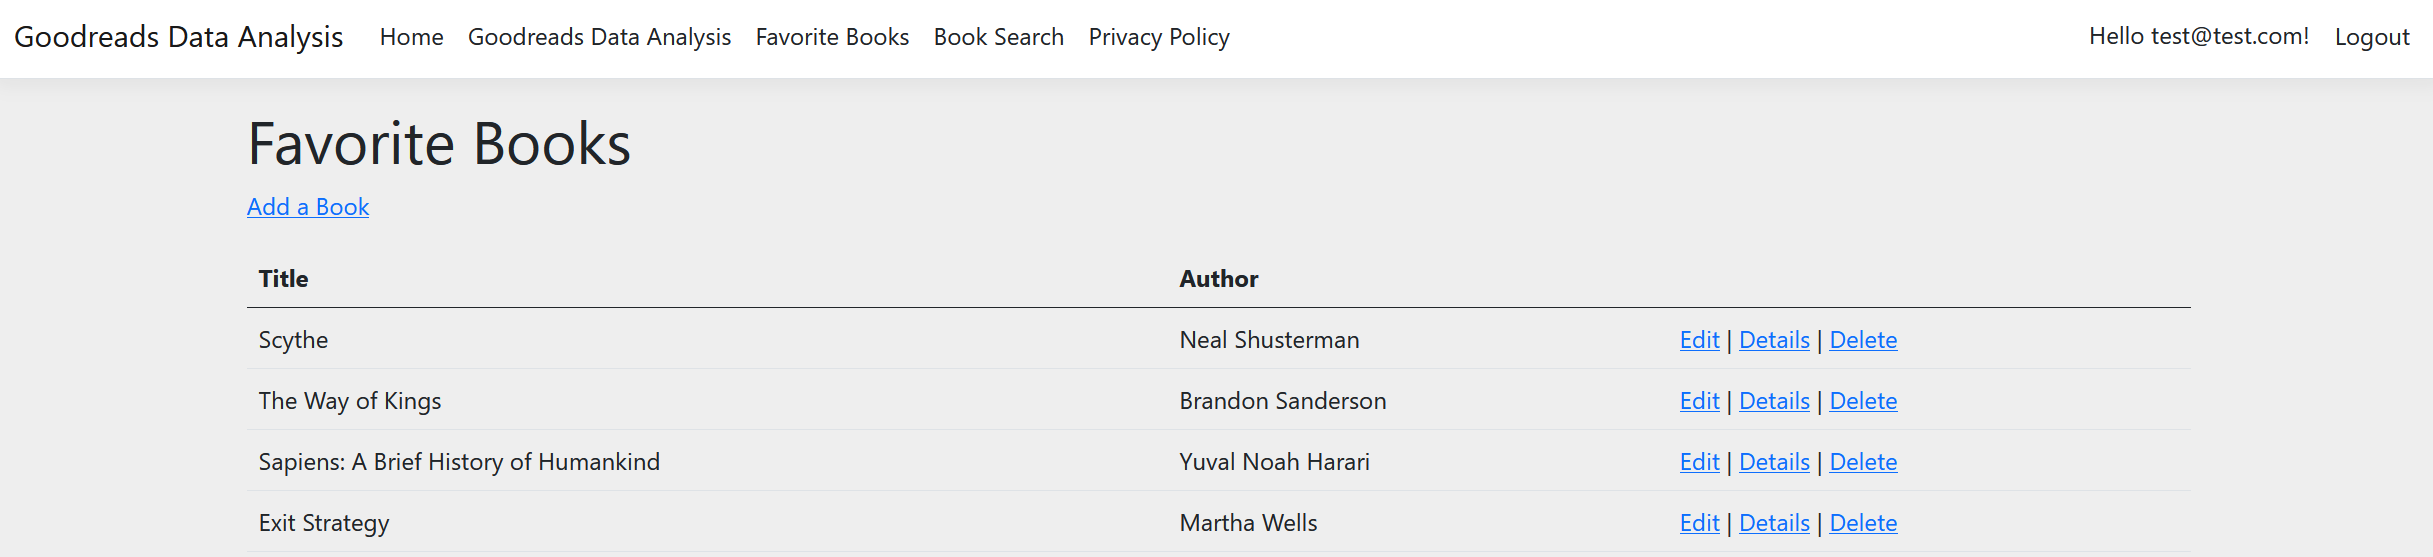 Goodreads Data Analysis Home Goodreads Data Analysis Favorite Books Book Search Privacy Policy Hello test@test.com! Logout
Favorite Books
Add a Book
Title Author
Scythe Neal Shusterman Edit | Details | Delete
The Way of Kings Brandon Sanderson Edit | Details | Delete
Sapiens: A Brief History of Humankind Yuval Noah Harari Edit | Details | Delete
Exit Strategy Martha Wells Edit | Details | Delete